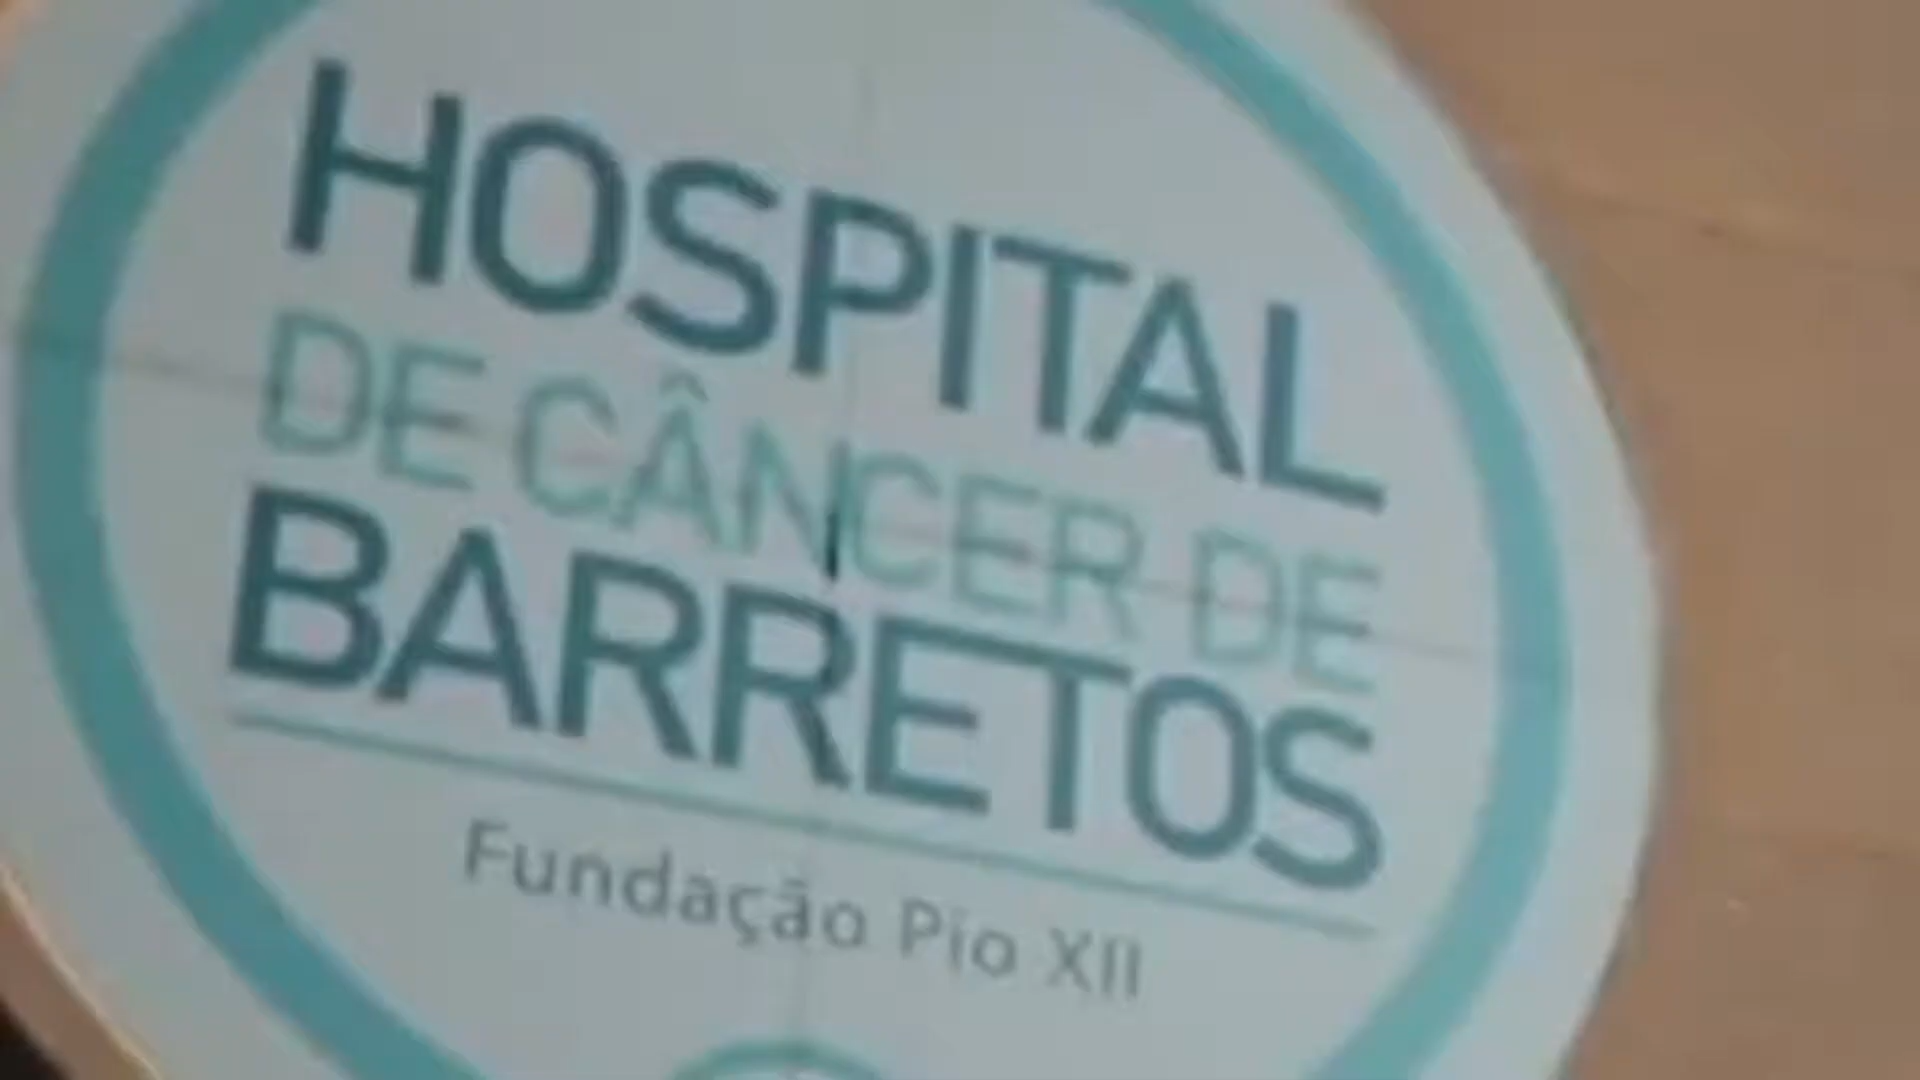 HOSPITAL
DE CÂNCER DE
BARRETOS
Fundação Pio XII